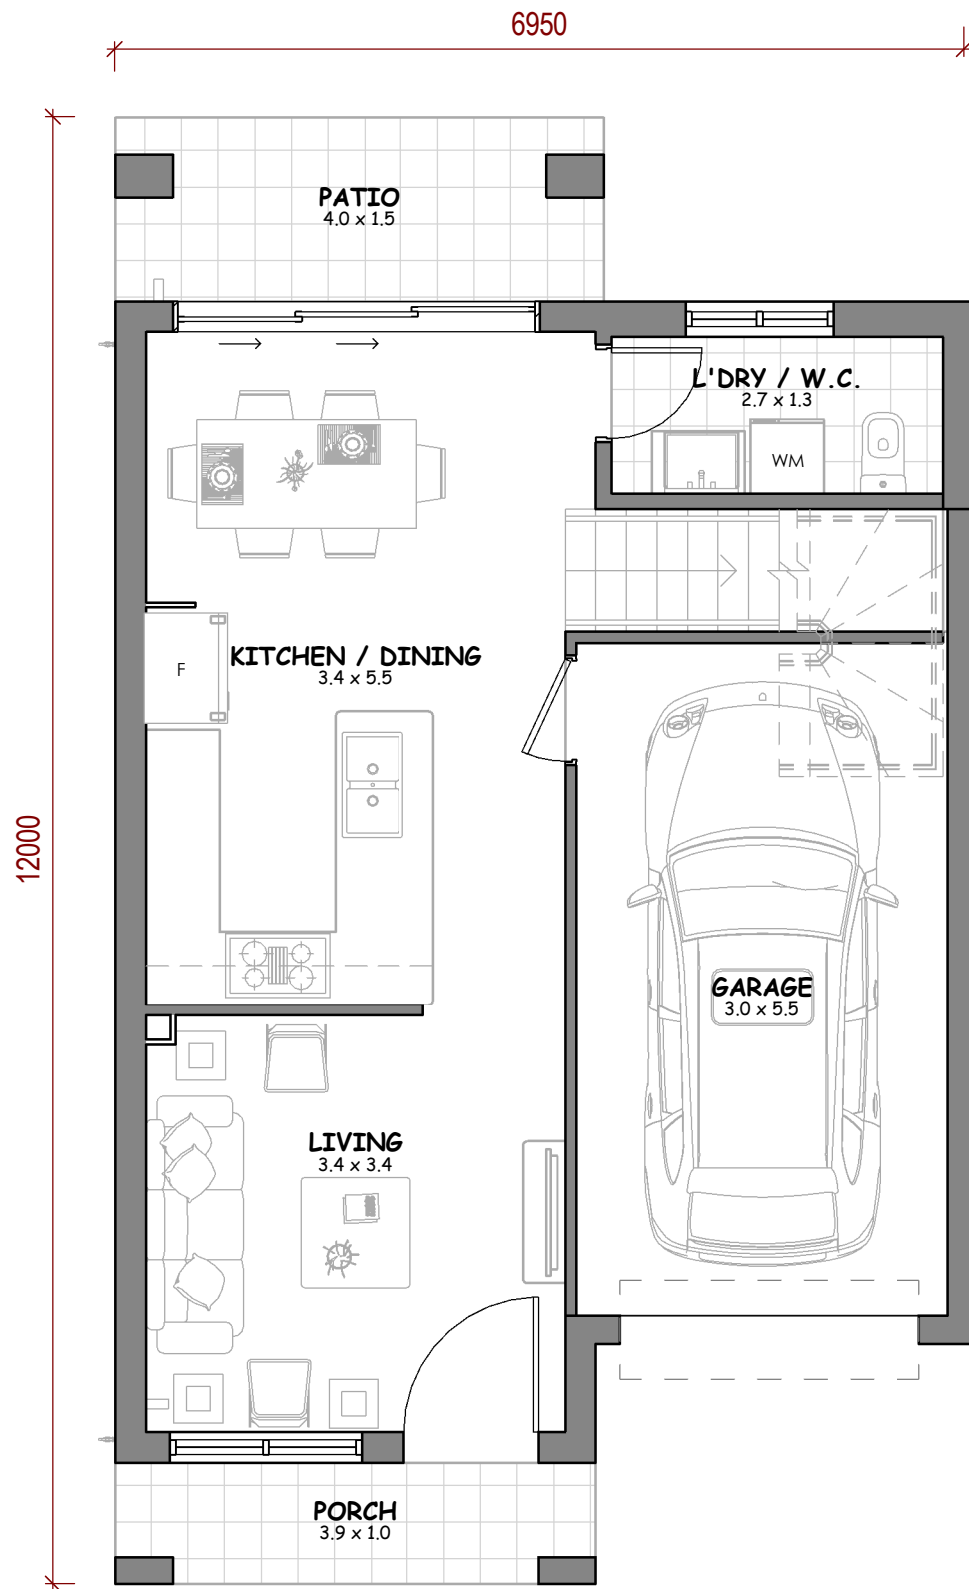 6950
12000
PATIO
4.0 x 1.5
L'DRY / W.C.
2.7 x 1.3
WM
F
KITCHEN / DINING
3.4 x 5.5
GARAGE
3.0 x 5.5
LIVING
3.4 x 3.4
PORCH
3.9 x 1.0